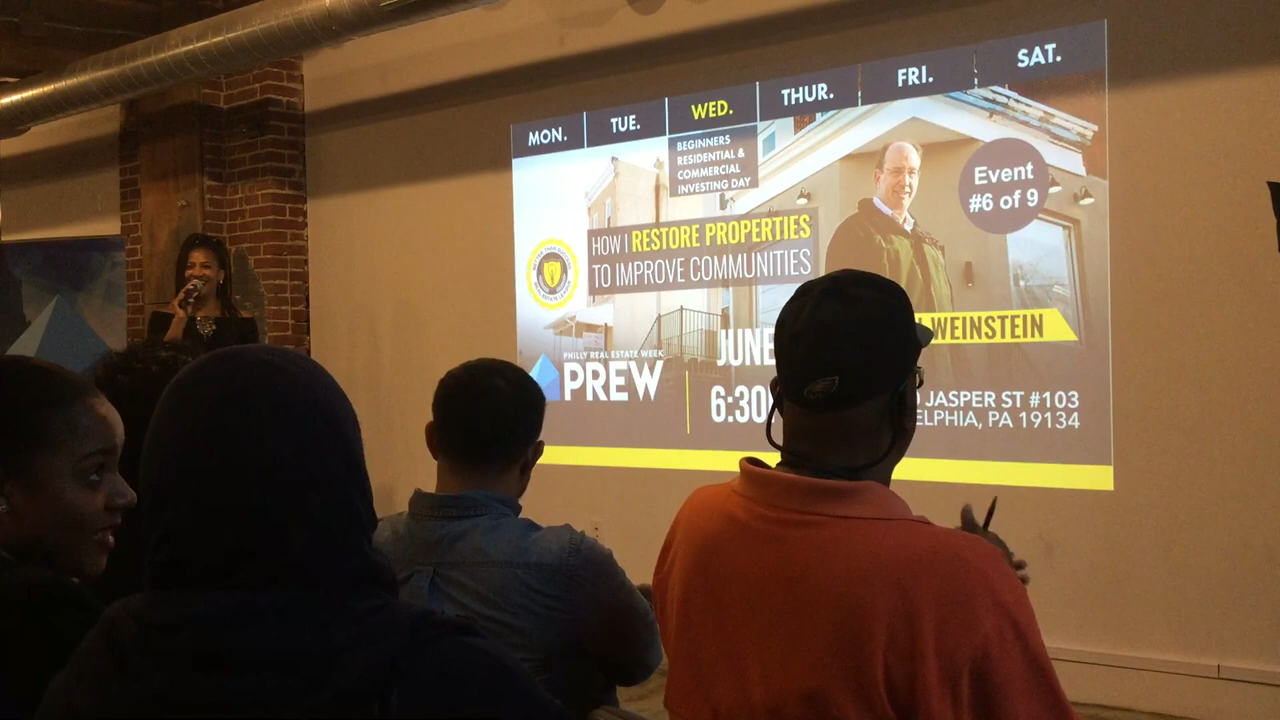 MON.
TUE.
WED.
THUR.
FRI.
SAT.
BEGINNERS
RESIDENTIAL &
COMMERCIAL
INVESTING DAY
Event
#6 of 9
HOW I RESTORE PROPERTIES
TO IMPROVE COMMUNITIES
WEINSTEIN
PHILLY REAL ESTATE WEEK
PREW
JUNE
6:30
JASPER ST #103
PA 19134